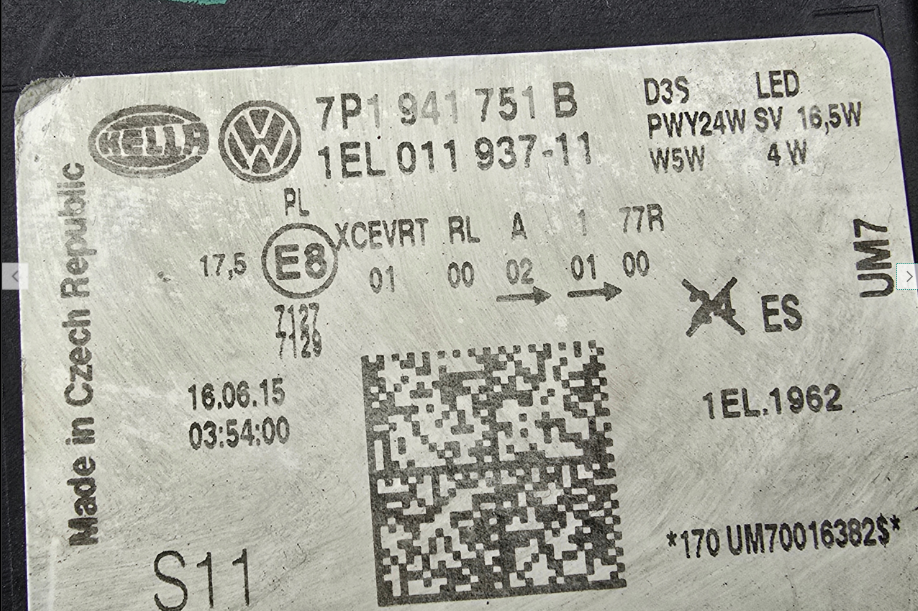 HELLA
7P1 941 751 B
1EL 011 937-11
D3S LED
PWY24W SV 16,5W
W5W 4W
Made in Czech Republic
PL
XCEVRT RL A 1 77R
17,5 E8 01 00 02 01 00
7127
7129
UM7
24 ES
16.06.15
03:54:00
1EL.1962
*170 UM70016382$*
S11